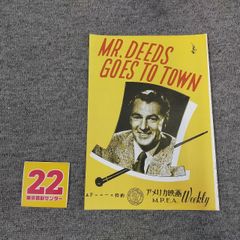 MR. DEEDS
GOES TO TOWN
アメリカ映画
M.P.E.A. Weekly
22